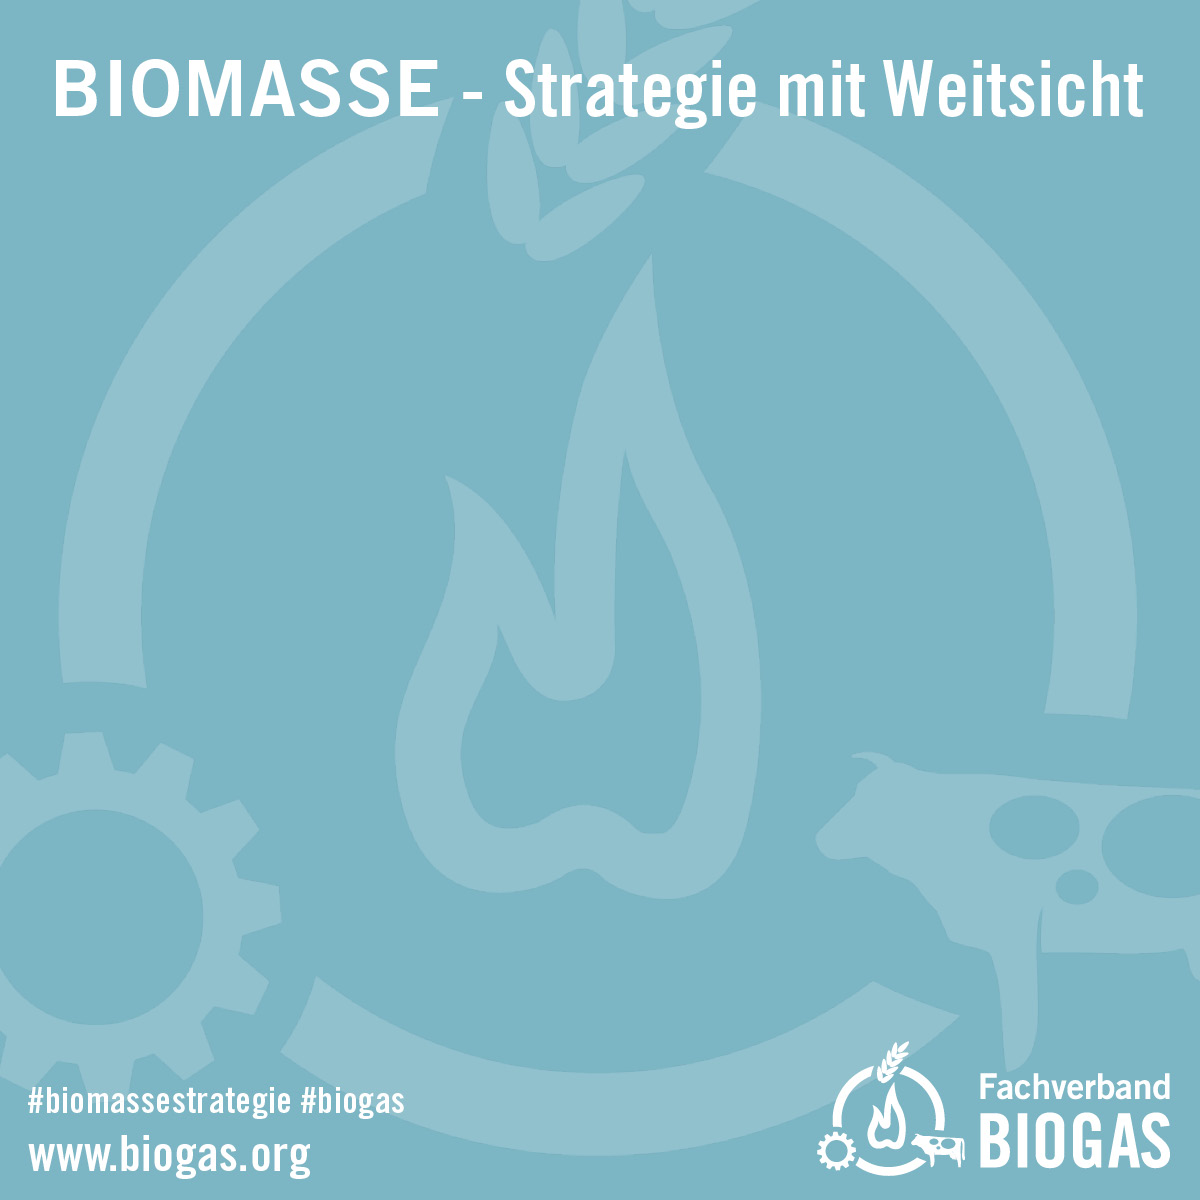 BIOMASSE - Strategie mit Weitsicht
#biomassestrategie #biogas
www.biogas.org
Fachverband
BIOGAS